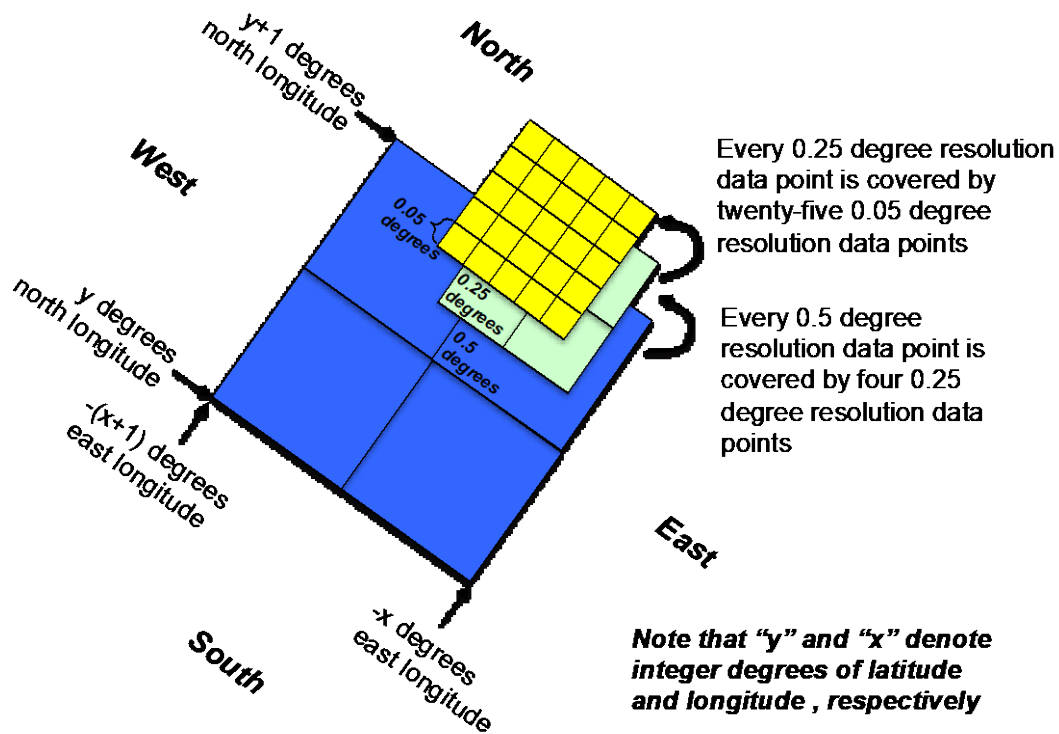 North
y+1 degrees
north longitude
West
Every 0.25 degree resolution
data point is covered by
twenty-five 0.05 degree
resolution data points
0.05
degrees
0.25
degrees
0.5
degrees
y degrees
north longitude
Every 0.5 degree
resolution data point is
covered by four 0.25
degree resolution data
points
-(x+1) degrees
east longitude
East
-x degrees
east longitude
South
Note that “y” and “x” denote
integer degrees of latitude
and longitude , respectively